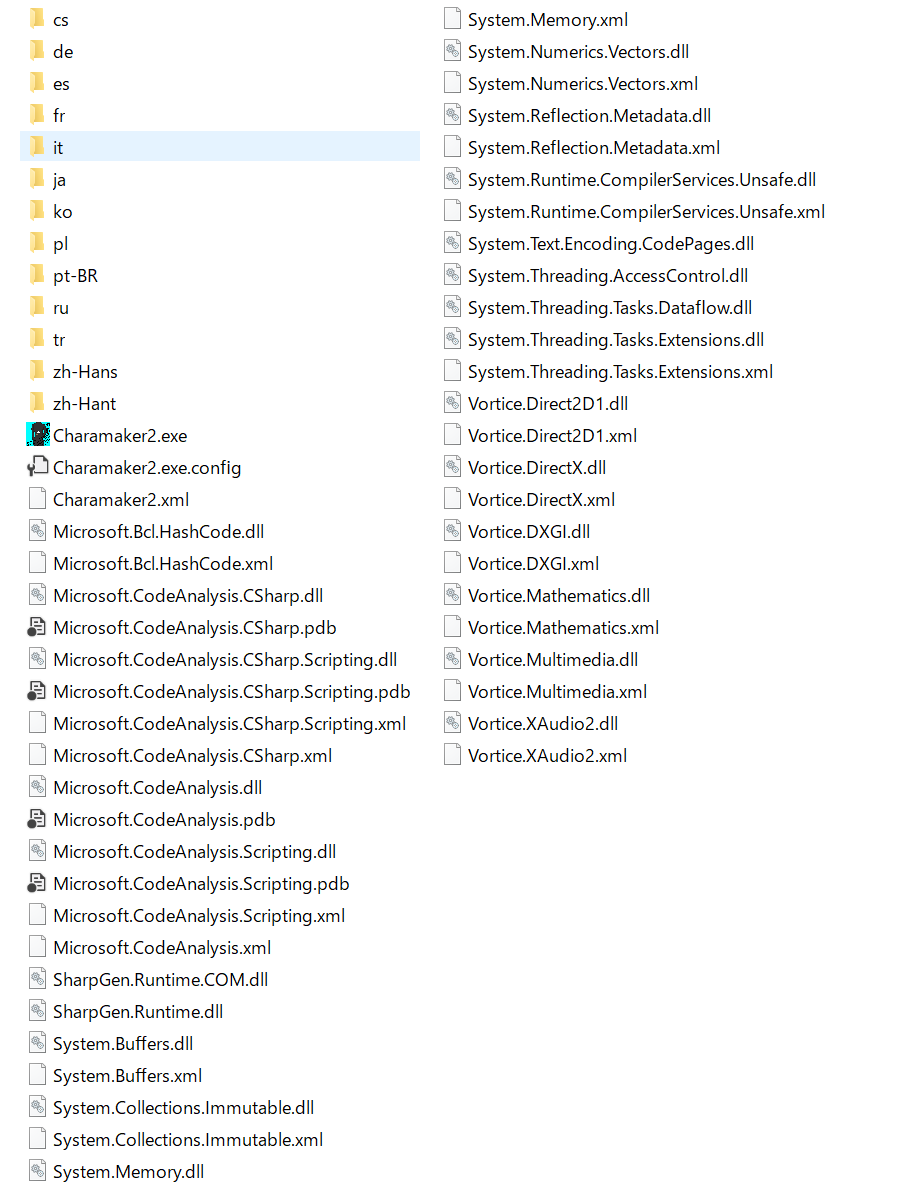 cs
de
es
fr
it
ja
ko
pl
pt-BR
ru
tr
zh-Hans
zh-Hant
Charamaker2.exe
Charamaker2.exe.config
Charamaker2.xml
Microsoft.Bcl.HashCode.dll
Microsoft.Bcl.HashCode.xml
Microsoft.CodeAnalysis.CSharp.dll
Microsoft.CodeAnalysis.CSharp.pdb
Microsoft.CodeAnalysis.CSharp.Scripting.dll
Microsoft.CodeAnalysis.CSharp.Scripting.pdb
Microsoft.CodeAnalysis.CSharp.Scripting.xml
Microsoft.CodeAnalysis.CSharp.xml
Microsoft.CodeAnalysis.dll
Microsoft.CodeAnalysis.pdb
Microsoft.CodeAnalysis.Scripting.dll
Microsoft.CodeAnalysis.Scripting.pdb
Microsoft.CodeAnalysis.Scripting.xml
Microsoft.CodeAnalysis.xml
SharpGen.Runtime.COM.dll
SharpGen.Runtime.dll
System.Buffers.dll
System.Buffers.xml
System.Collections.Immutable.dll
System.Collections.Immutable.xml
System.Memory.dll
System.Memory.xml
System.Numerics.Vectors.dll
System.Numerics.Vectors.xml
System.Reflection.Metadata.dll
System.Reflection.Metadata.xml
System.Runtime.CompilerServices.Unsafe.dll
System.Runtime.CompilerServices.Unsafe.xml
System.Text.Encoding.CodePages.dll
System.Threading.AccessControl.dll
System.Threading.Tasks.Dataflow.dll
System.Threading.Tasks.Extensions.dll
System.Threading.Tasks.Extensions.xml
Vortice.Direct2D1.dll
Vortice.Direct2D1.xml
Vortice.DirectX.dll
Vortice.DirectX.xml
Vortice.DXGI.dll
Vortice.DXGI.xml
Vortice.Mathematics.dll
Vortice.Mathematics.xml
Vortice.Multimedia.dll
Vortice.Multimedia.xml
Vortice.XAudio2.dll
Vortice.XAudio2.xml